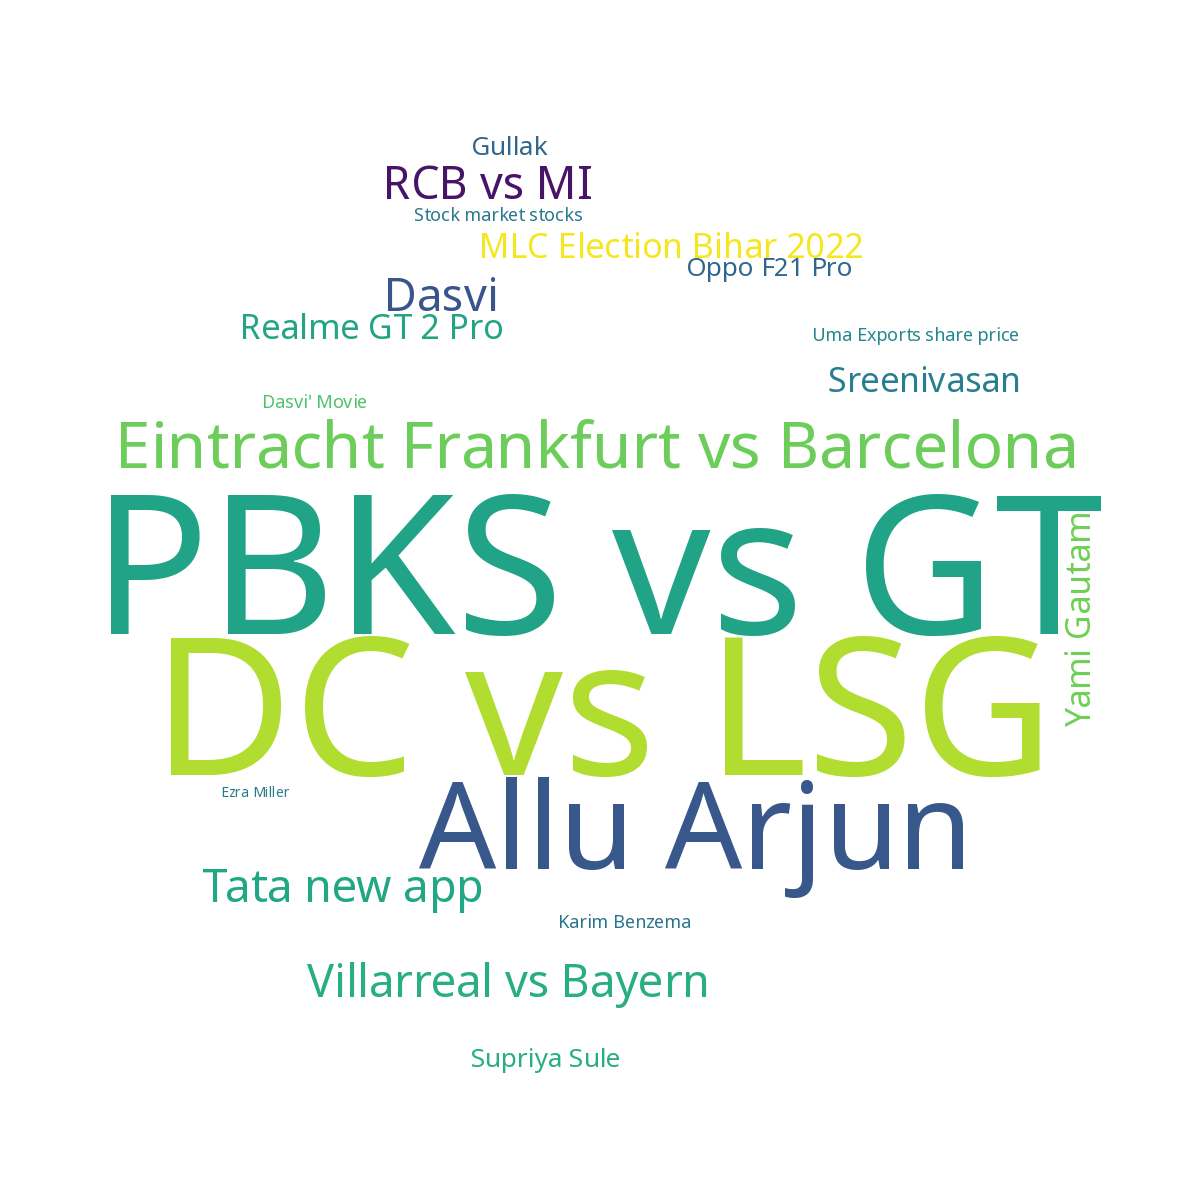 Gullak
RCB vs MI
Stock market stocks
MLC Election Bihar 2022
Oppo F21 Pro
Dasvi
Realme GT 2 Pro
Uma Exports share price
Sreenivasan
Dasvi' Movie
Eintracht Frankfurt vs Barcelona
PBKS vs GT
Yami Gautam
DC vs LSG
Ezra Miller
Allu Arjun
Tata new app
Karim Benzema
Villarreal vs Bayern
Supriya Sule